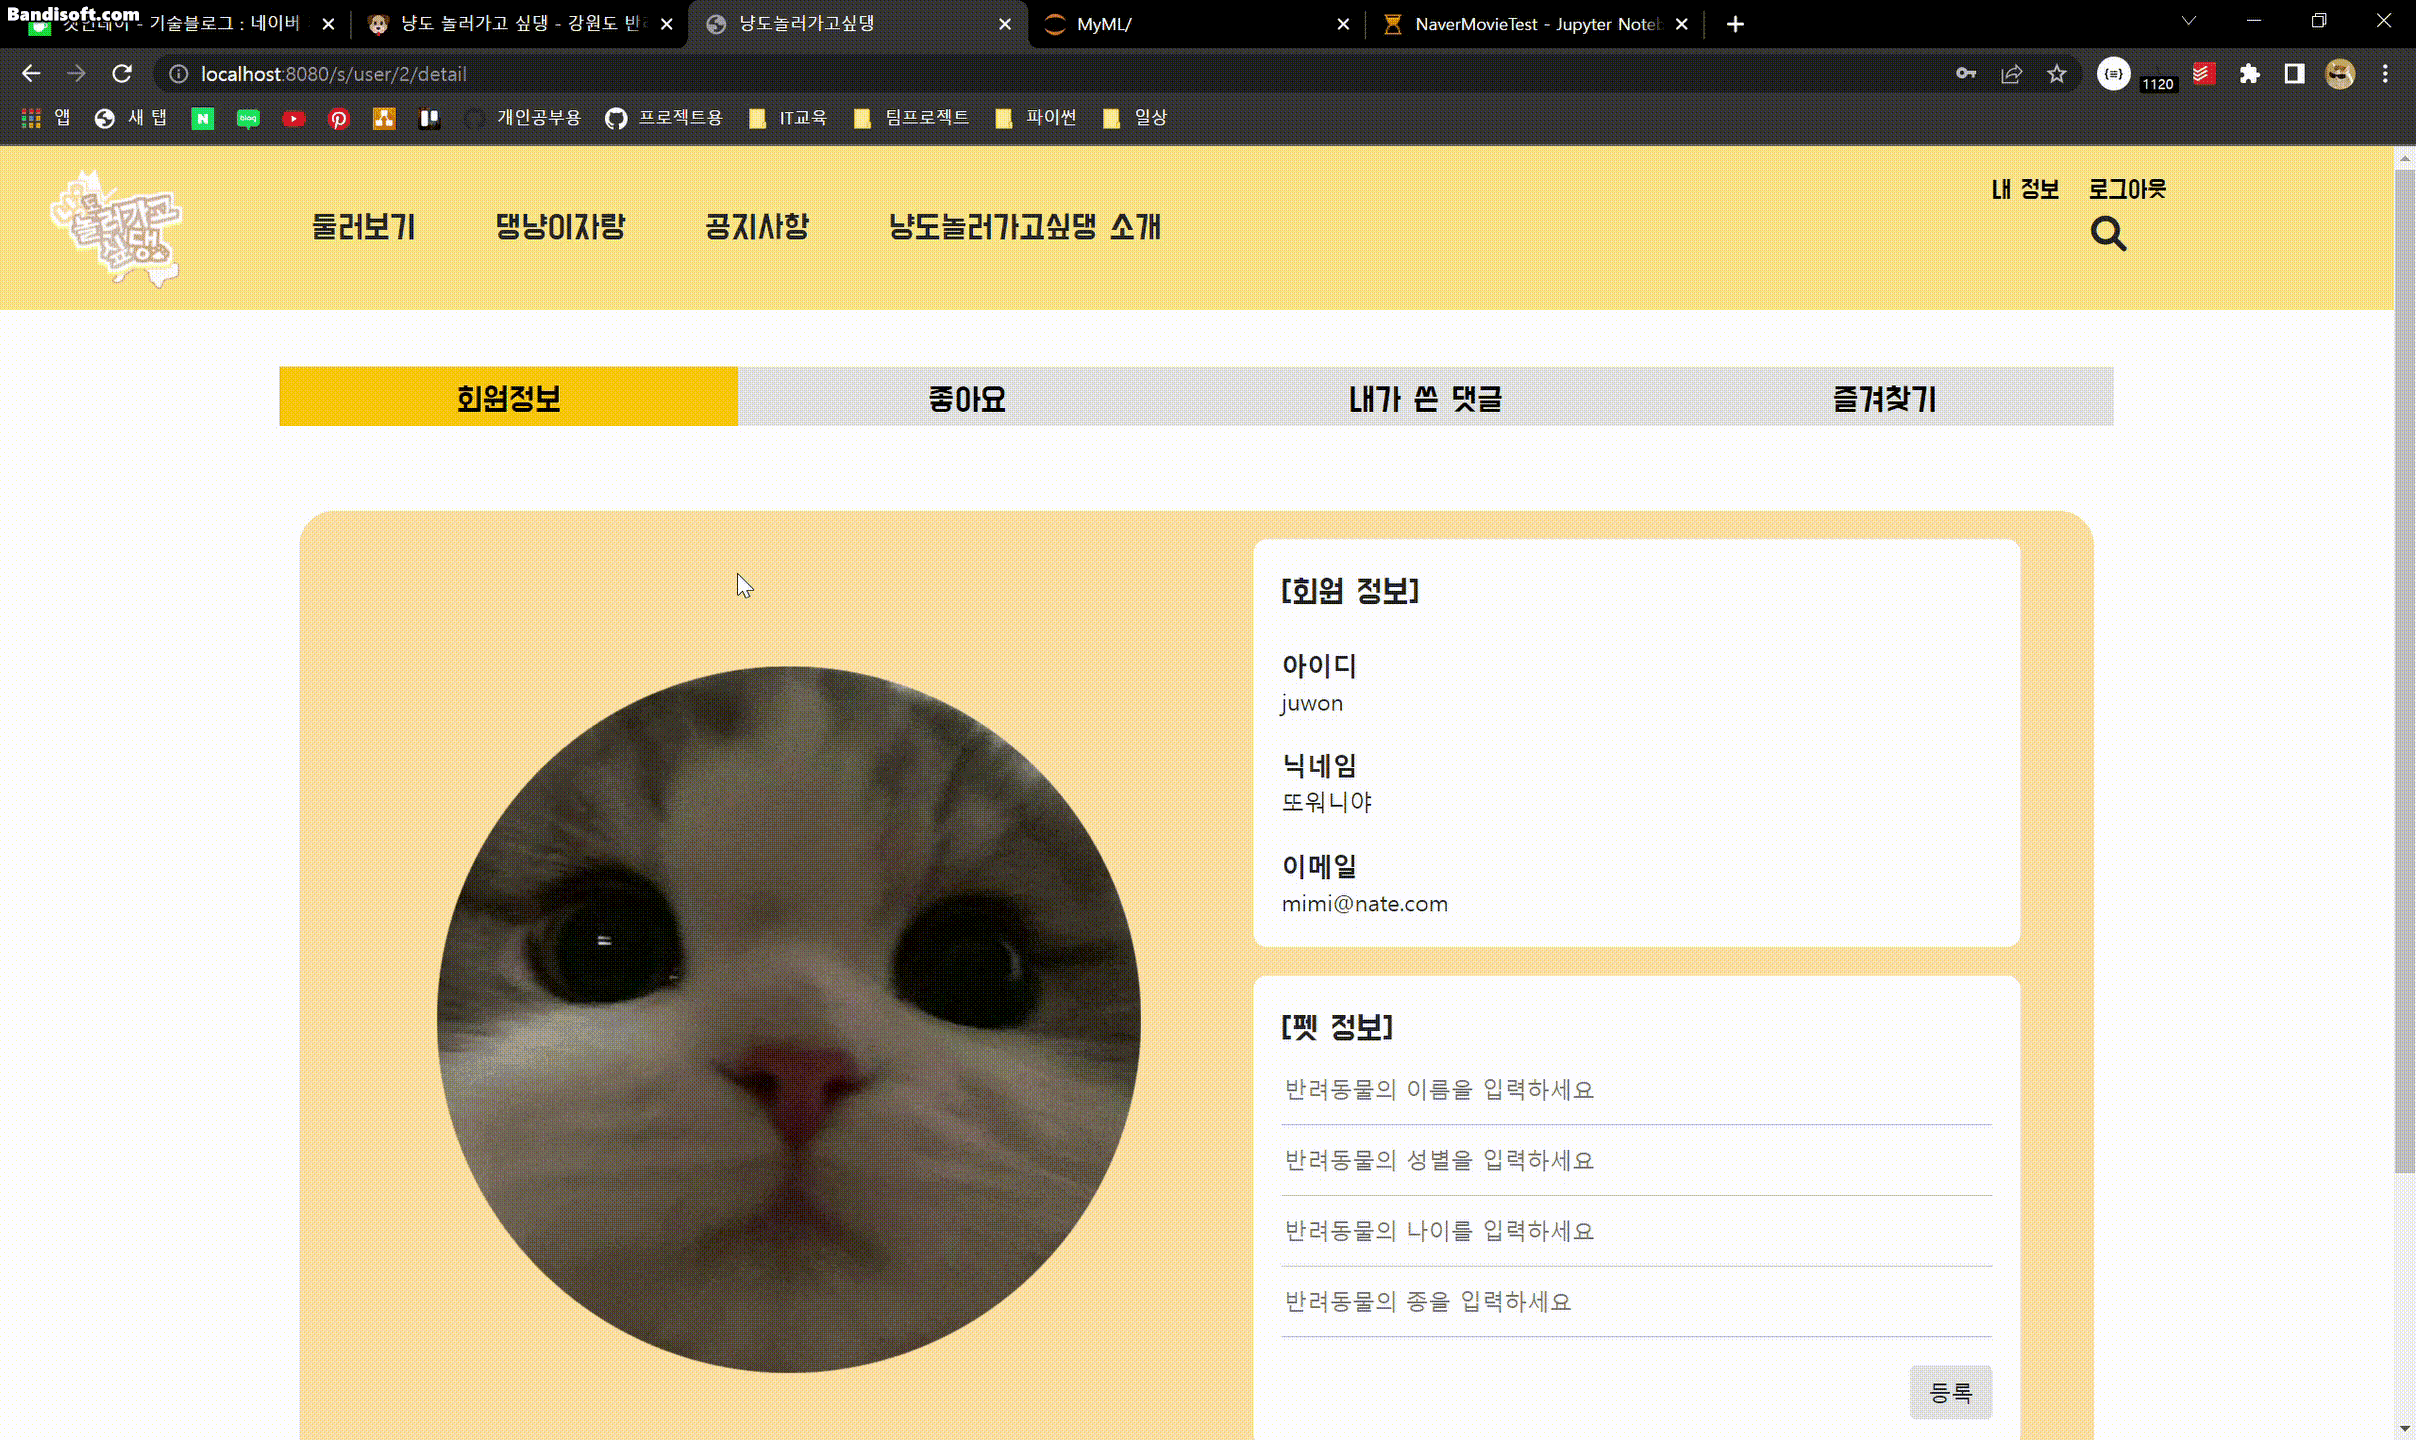 Bandisoft.com
기술블로그 : 네이버
냥도 놀러가고 싶댕 - 강원도 반
냥도놀러가고싶댕
MyML/
NaverMovieTest - Jupyter Note
localhost:8080/s/user/2/detail
1120
앱
새 탭
N
blog
개인공부용
프로젝트용
IT교육
팀프로젝트
파이썬
일상
놀러가고
싶댕
내 정보
로그아웃
둘러보기
댕냥이자랑
공지사항
냥도놀러가고싶댕 소개
회원정보
좋아요
내가 쓴 댓글
즐겨찾기
[회원 정보]
아이디
juwon
닉네임
또워니야
이메일
mimi@nate.com
[펫 정보]
반려동물의 이름을 입력하세요
반려동물의 성별을 입력하세요
반려동물의 나이를 입력하세요
반려동물의 종을 입력하세요
등록